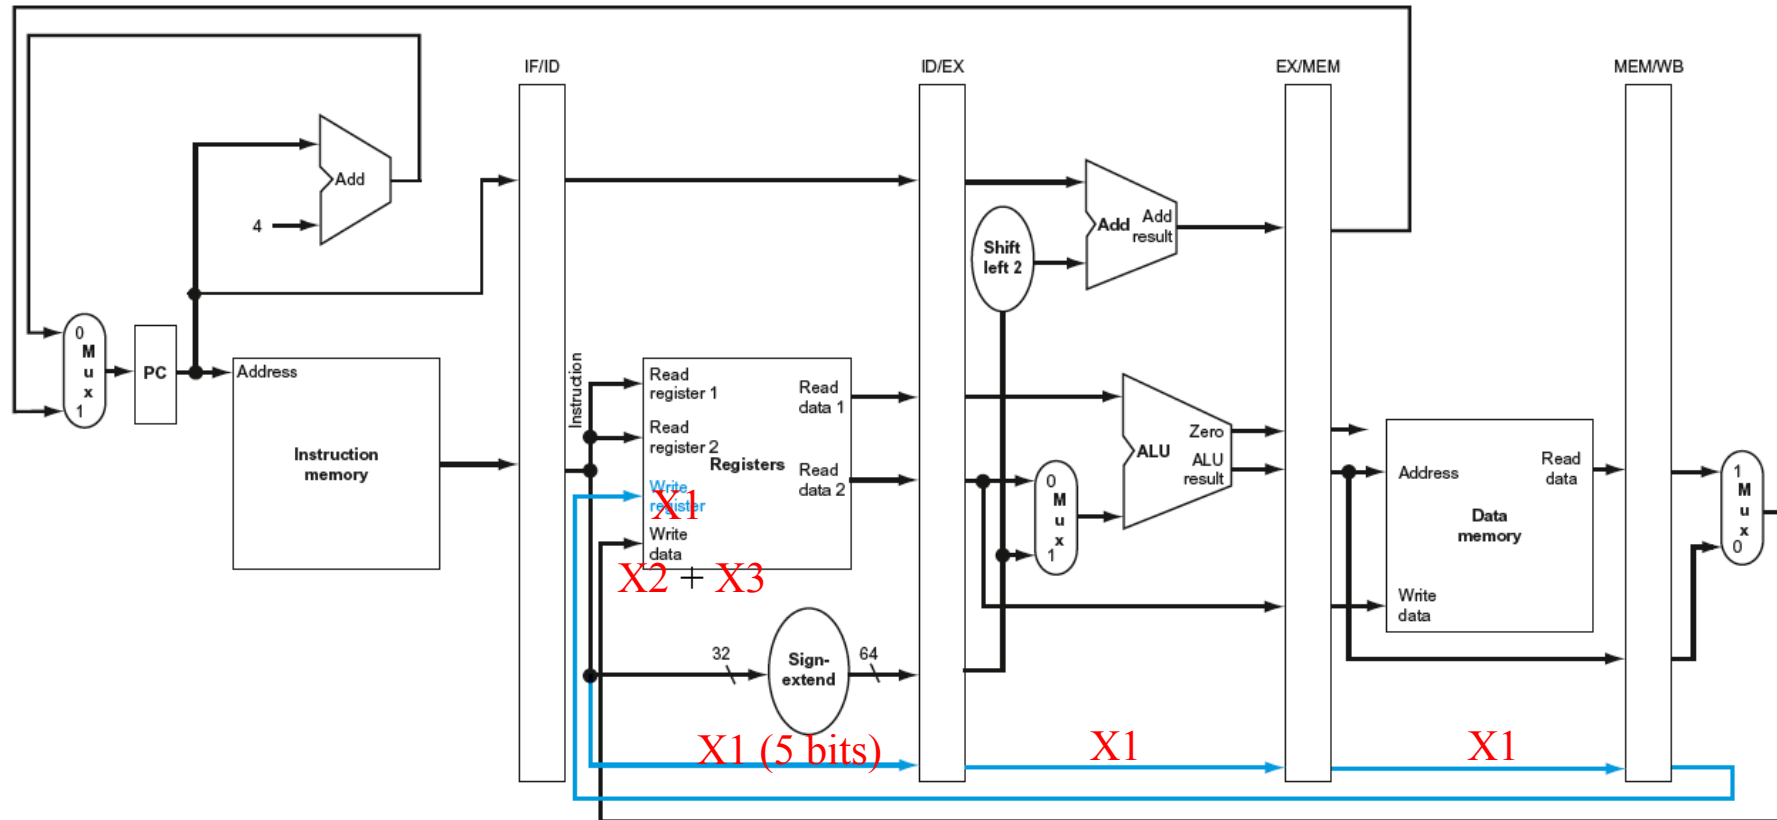 IF/ID
ID/EX
EX/MEM
MEM/WB
Add
4
Shift
left 2
Add
Add
result
0
M
u
x
1
PC
Address
Instruction
memory
Instruction
Read
register 1
Read
register 2
Registers
Write
register
X1
Write
data
X2 + X3
Read
data 1
Read
data 2
0
M
u
x
1
ALU
Zero
ALU
result
Address
Read
data
Data
memory
Write
data
1
M
u
x
0
32
Sign-
extend
64
X1 (5 bits)
X1
X1